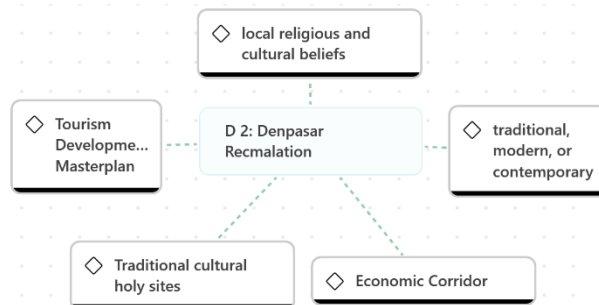 local religious and
cultural beliefs
Tourism
Developme...
Masterplan
D 2: Denpasar
Recmalation
traditional,
modern, or
contemporary
Traditional cultural
holy sites
Economic Corridor